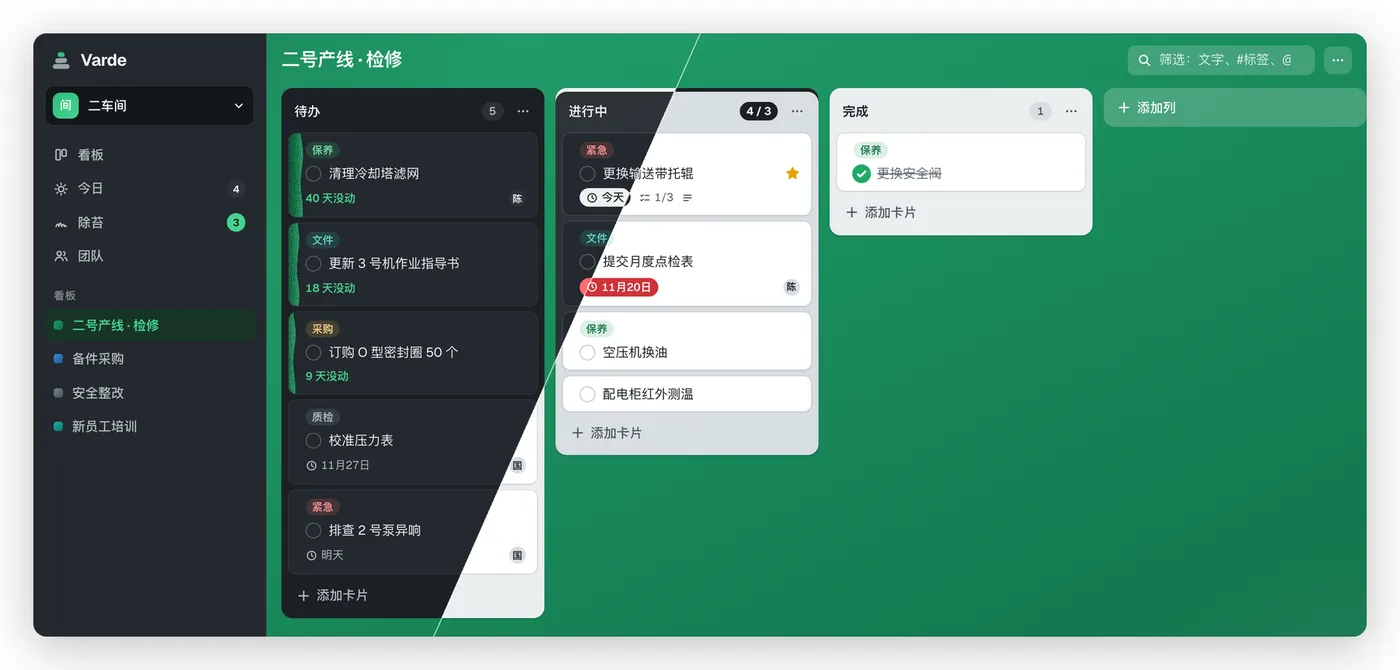 Varde
间 二车间
看板
今日 4
除苔 3
团队
看板
二号产线 · 检修
备件采购
安全整改
新员工培训
二号产线 · 检修
筛选：文字、#标签、@
待办 5
保养
清理冷却塔滤网
40 天没动 陈
文件
更新 3 号机作业指导书
18 天没动
采购
订购 O 型密封圈 50 个
9 天没动
质检
校准压力表
11月27日
紧急
排查 2 号泵异响
明天
添加卡片
进行中 4 / 3
紧急
更换输送带托辊
今天 1/3
文件
提交月度点检表
11月20日 陈
保养
空压机换油
配电柜红外测温
添加卡片
完成 1
保养
更换安全阀
添加卡片
添加列